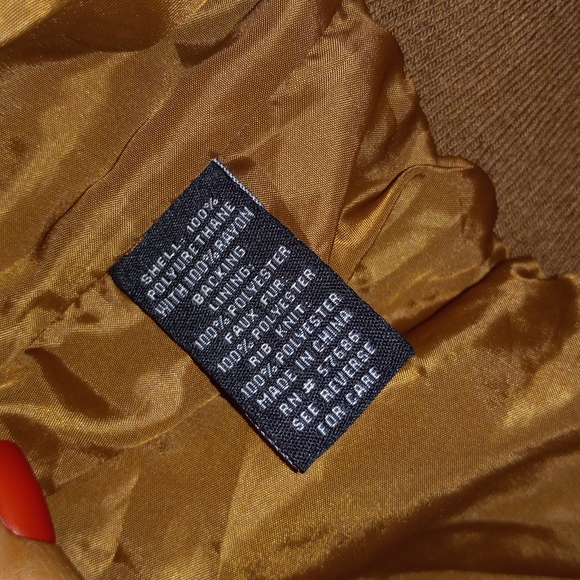 SHELL 100%
POLYURETHANE
WITH 100% RAYON
BACKING
LINING
100% POLYESTER
FAUX FUR
100% POLYESTER
RIB KNIT
100% POLYESTER
MADE IN CHINA
RN # 57686
SEE REVERSE
FOR CARE